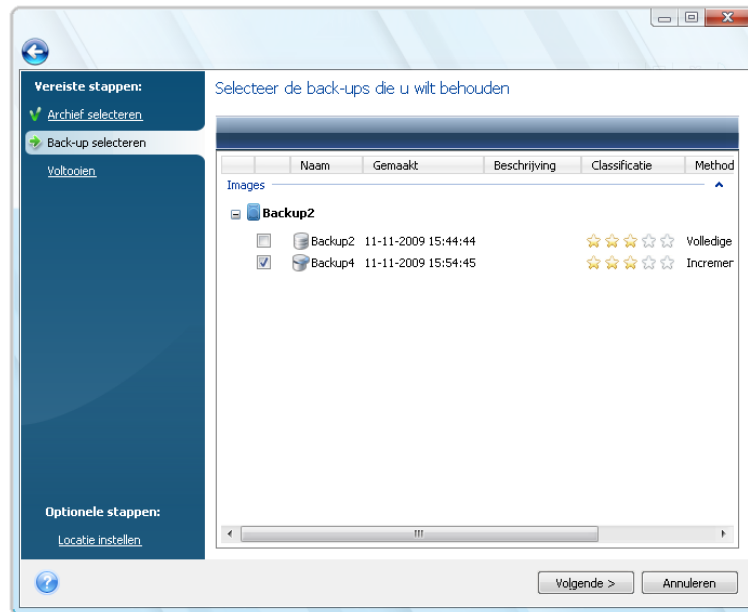 Vereiste stappen:
Archief selecteren
Back-up selecteren
Voltooien
Optionele stappen:
Locatie instellen
Selecteer de back-ups die u wilt behouden
Naam Gemaakt Beschrijving Classificatie Method
Images
Backup2
Backup2 11-11-2009 15:44:44 Volledige
Backup4 11-11-2009 15:54:45 Incremer
Volgende > Annuleren